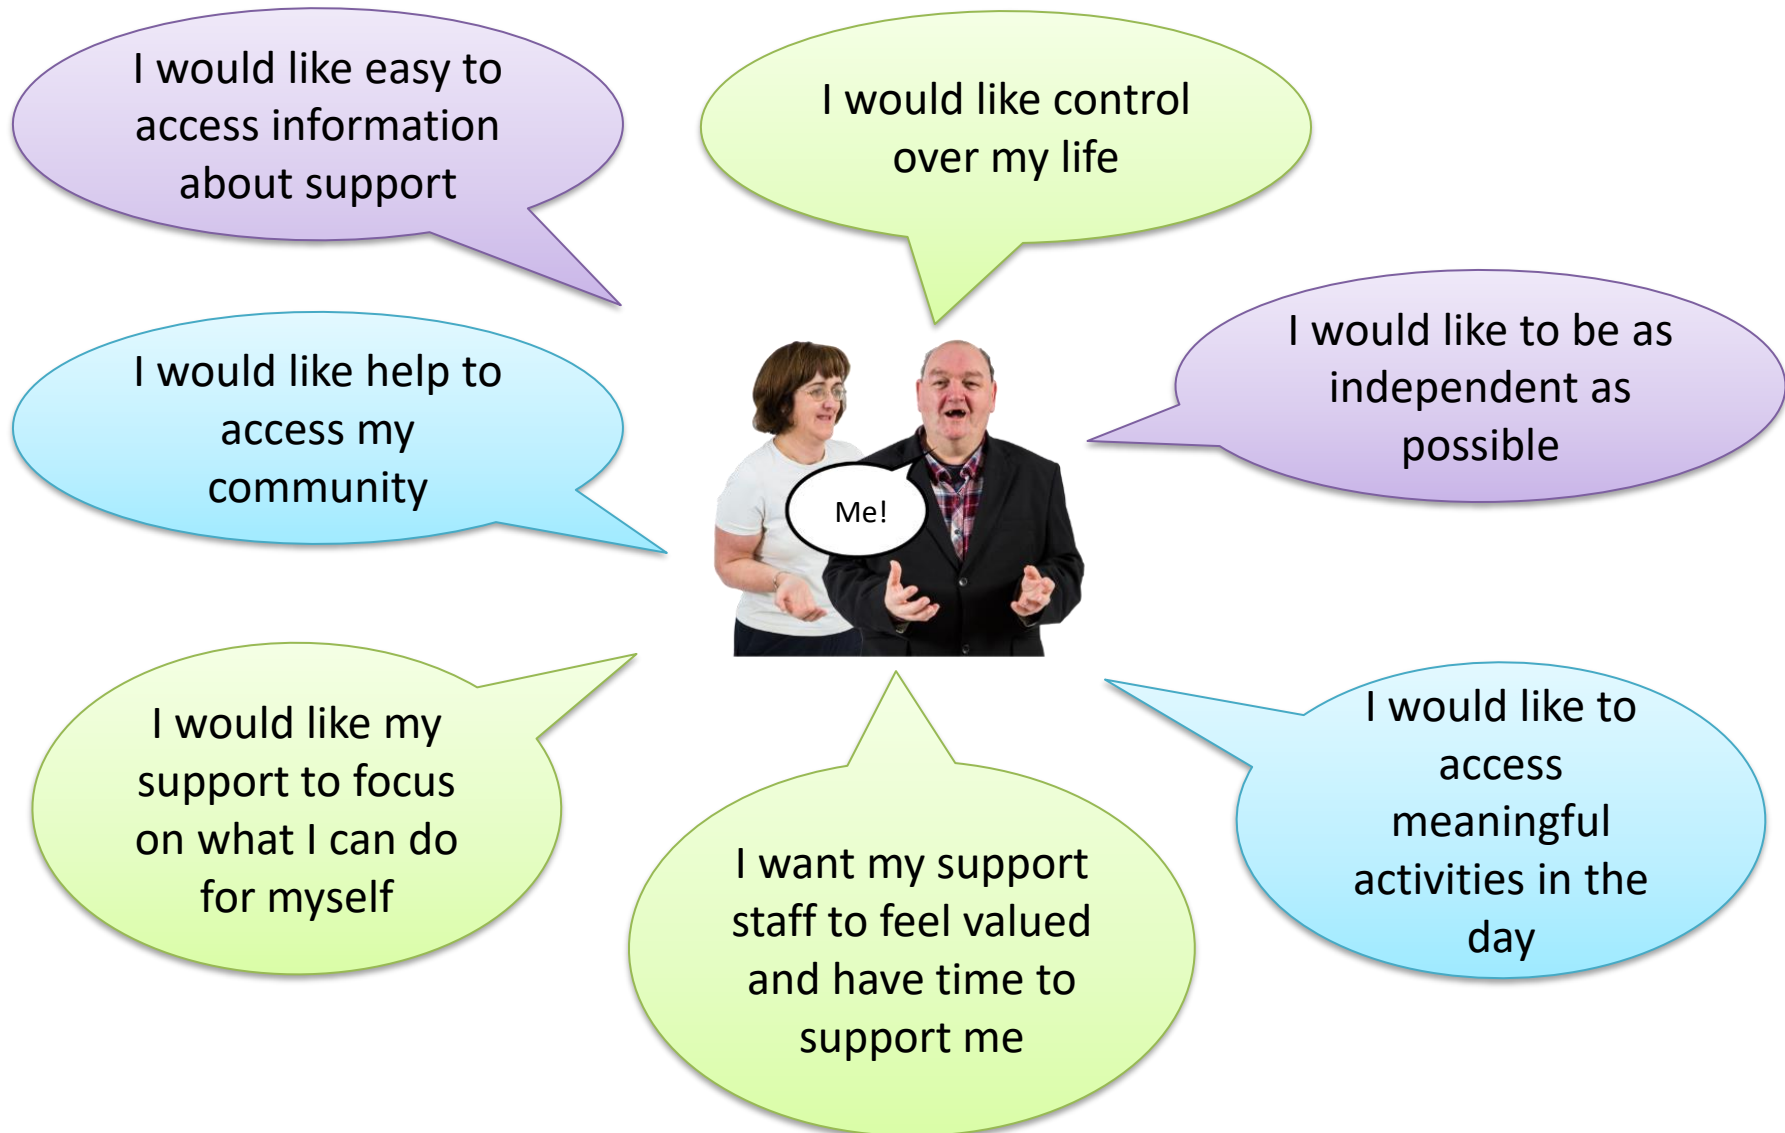 I would like easy to
access information
about support
I would like control
over my life
I would like to be as
independent as
possible
I would like help to
access my
community
Me!
I would like my
support to focus
on what I can do
for myself
I want my support
staff to feel valued
and have time to
support me
I would like to
access
meaningful
activities in the
day